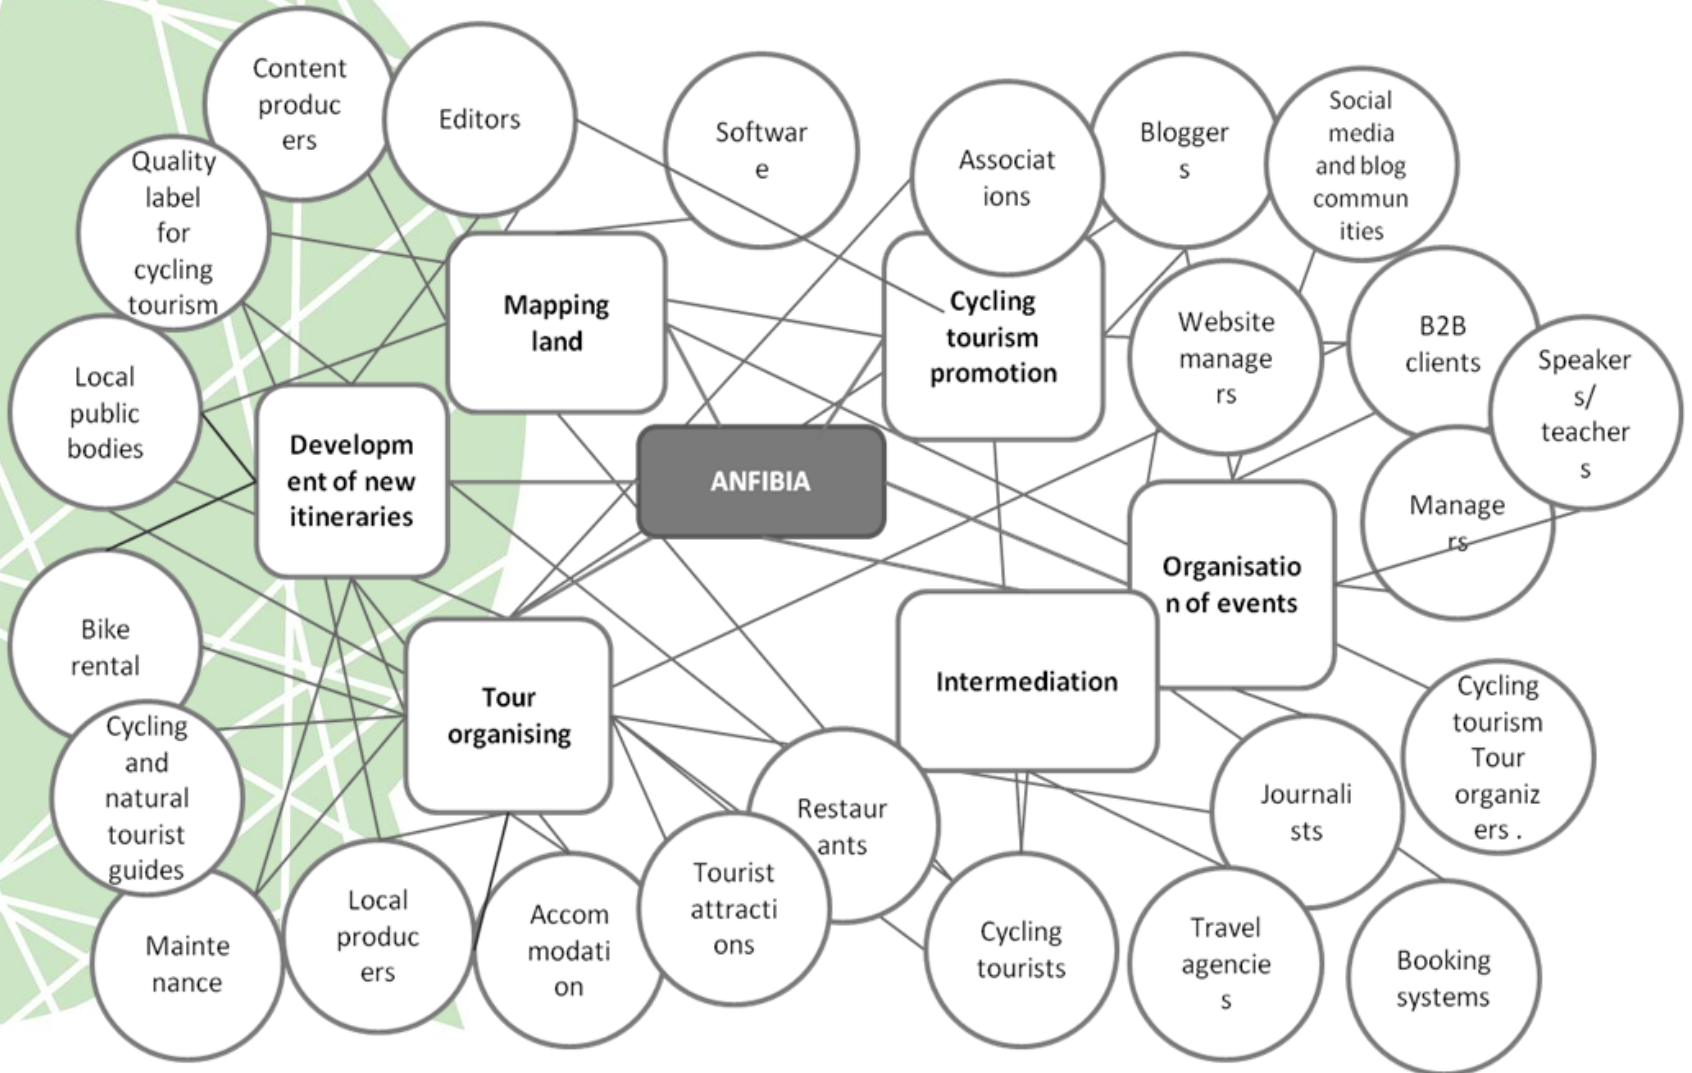 Content
produc
ers
Editors
Softwar
e
Associat
ions
Blogger
s
Social
media
and blog
commun
ities
Quality
label
for
cycling
tourism
Mapping
land
Cycling
tourism
promotion
Website
manage
rs
B2B
clients
Speaker
s/
teacher
s
Local
public
bodies
Developm
ent of new
itineraries
ANFIBIA
Manage
rs
Organisatio
n of events
Bike
rental
Tour
organising
Intermediation
Cycling
tourism
Tour
organiz
ers .
Cycling
and
natural
tourist
guides
Restaur
ants
Journali
sts
Mainte
nance
Local
produc
ers
Accom
modati
on
Tourist
attracti
ons
Cycling
tourists
Travel
agencie
s
Booking
systems